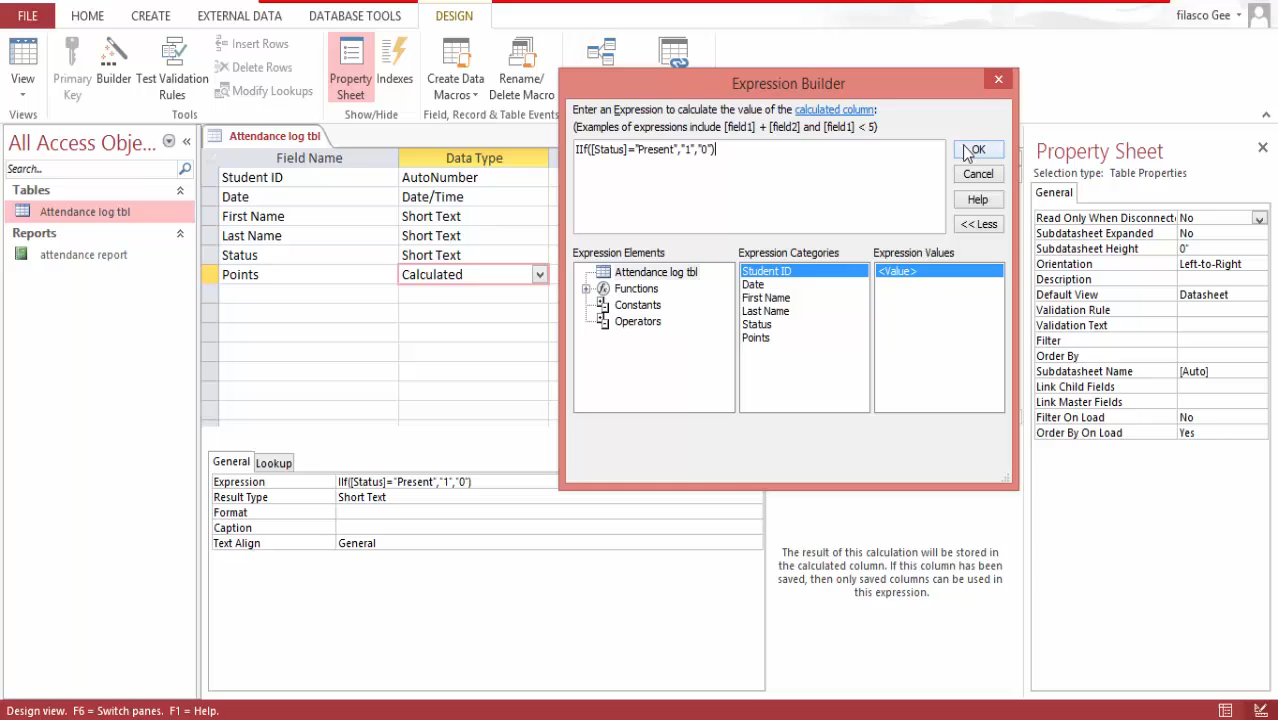 FILE HOME CREATE EXTERNAL DATA DATABASE TOOLS DESIGN filasco Gee
View
Primary Key
Builder
Test Validation Rules
Insert Rows
Delete Rows
Modify Lookups
Property Sheet
Indexes
Create Data Macros
Rename/ Delete Macro
Views Tools Show/Hide Field, Record & Table Events
All Access Obje...
Search...
Tables
Attendance log tbl
Reports
attendance report
Attendance log tbl
Field Name Data Type
Student ID AutoNumber
Date Date/Time
First Name Short Text
Last Name Short Text
Status Short Text
Points Calculated
General Lookup
Expression IIf([Status]="Present","1","0")
Result Type Short Text
Format
Caption
Text Align General
The result of this calculation will be stored in
the calculated column. If this column has been
saved, then only saved columns can be used in
this expression.
Expression Builder
Enter an Expression to calculate the value of the calculated column:
(Examples of expressions include [field1] + [field2] and [field1] < 5)
IIf([Status]="Present","1","0")
OK
Cancel
Help
<< Less
Expression Elements Expression Categories Expression Values
Attendance log tbl
Functions
Constants
Operators
Student ID
Date
First Name
Last Name
Status
Points
<Value>
Property Sheet
Selection type: Table Properties
General
Read Only When Disconnecte No
Subdatasheet Expanded No
Subdatasheet Height 0"
Orientation Left-to-Right
Description
Default View Datasheet
Validation Rule
Validation Text
Filter
Order By
Subdatasheet Name [Auto]
Link Child Fields
Link Master Fields
Filter On Load No
Order By On Load Yes
Design view. F6 = Switch panes. F1 = Help.